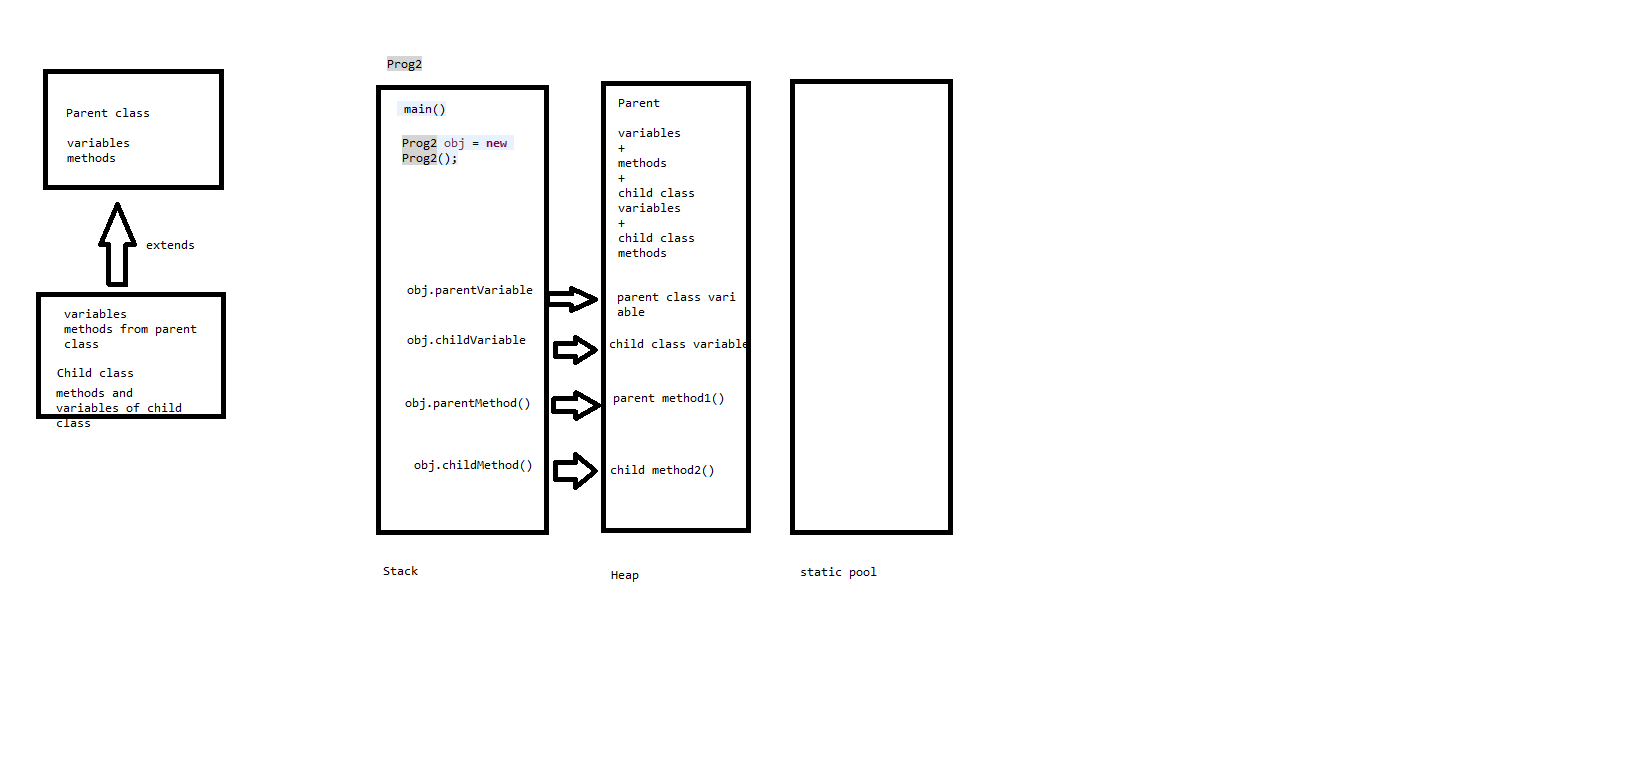 Parent class
variables
methods
extends
variables
methods from parent
class
Child class
methods and
variables of child
class
Prog2
main()
Prog2 obj = new
Prog2();
obj.parentVariable
obj.childVariable
obj.parentMethod()
obj.childMethod()
Stack
Parent
variables
+
methods
+
child class
variables
+
child class
methods
parent class vari
able
child class variable
parent method1()
child method2()
Heap
static pool